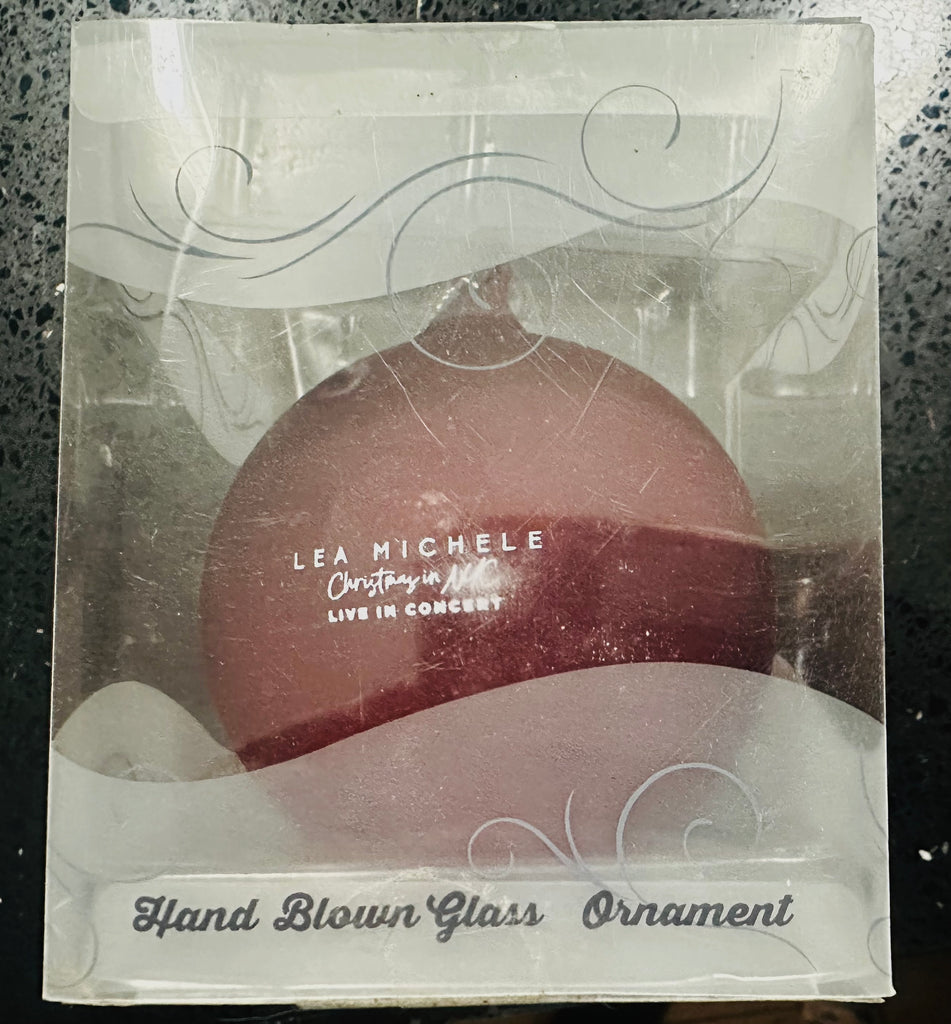 LEA MICHELE
Christmas in NYC
LIVE IN CONCERT
Hand Blown Glass Ornament